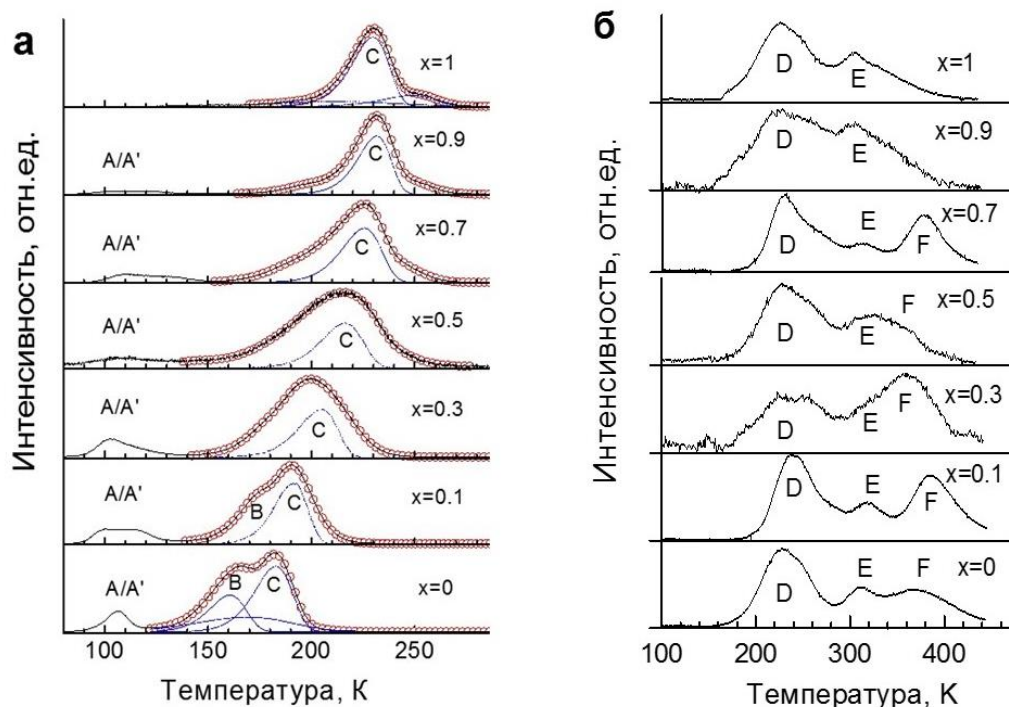 а
Интенсивность, отн.ед.
C
x=1
A/A'
C
x=0.9
A/A'
C
x=0.7
A/A'
C
x=0.5
A/A'
C
x=0.3
A/A'
B
C
x=0.1
A/A'
B
C
x=0
100
150
200
250
Температура, К
б
Интенсивность, отн.ед.
D
E
x=1
D
E
x=0.9
D
E
F
x=0.7
D
E
F
x=0.5
D
E
F
x=0.3
D
E
F
x=0.1
D
E
F
x=0
100
200
300
400
Температура, К